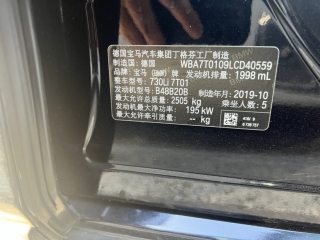 德国宝马汽车集团丁格芬工厂制造
制造国: 德国 WBA7T0109LCD40559
品牌: 宝马 (BMW) 牌 发动机排量: 1998 mL
整车型号: 730Li 7T01
发动机型号: B48B20B 制造年月: 2019-10
最大允许总质量: 2505 kg 乘坐人数: 5
发动机最大净功率: 195 kW
最大允许牵引质量: -- kg